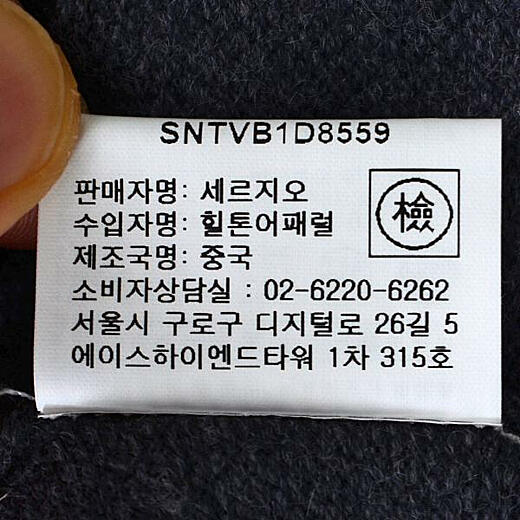 SNTVB1D8559
판매자명: 세르지오
수입자명: 힐톤어패럴
제조국명: 중국
檢
소비자상담실 : 02-6220-6262
서울시 구로구 디지털로 26길 5
에이스하이엔드타워 1차 315호